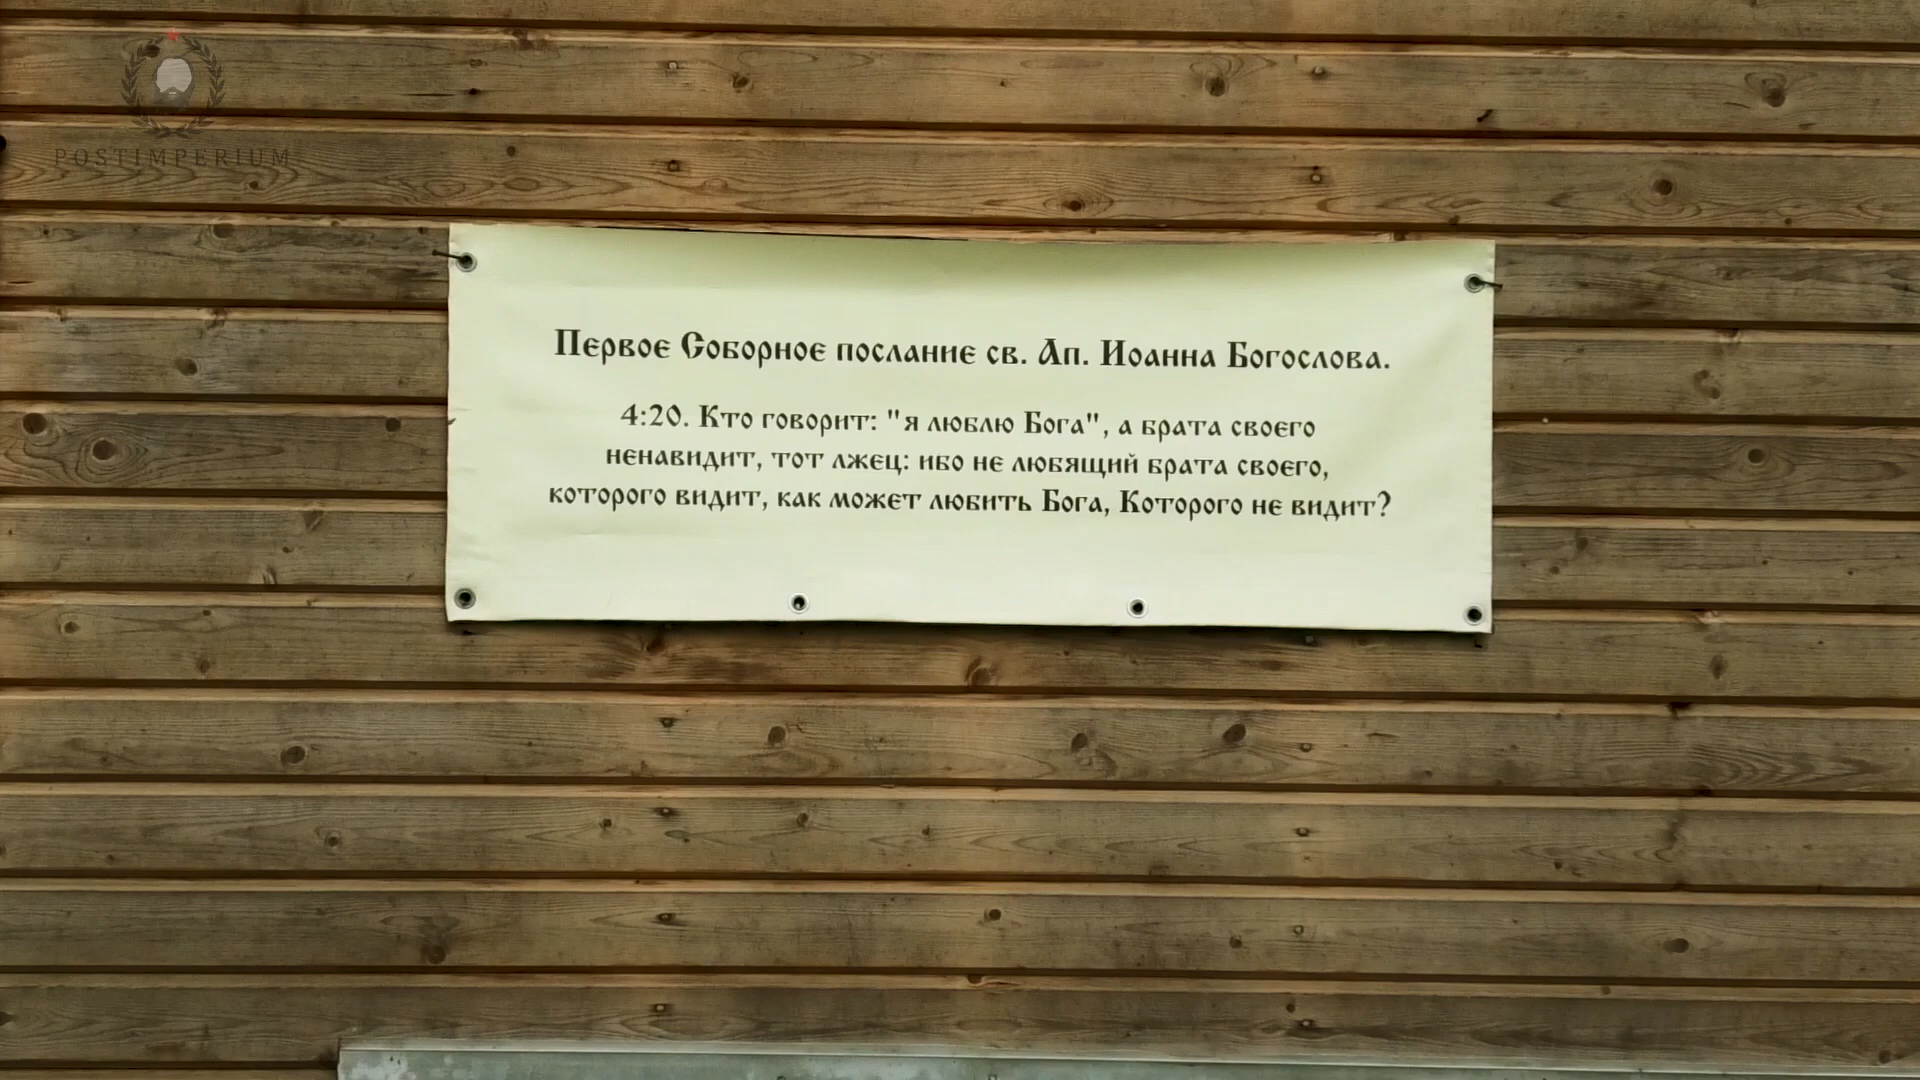 POSTIMPERIUM
Первое Соборное послание св. Ап. Иоанна Богослова.
4:20. Кто говорит: "я люблю Бога", а брата своего
ненавидит, тот лжец: ибо не любящий брата своего,
которого видит, как может любить Бога, Которого не видит?